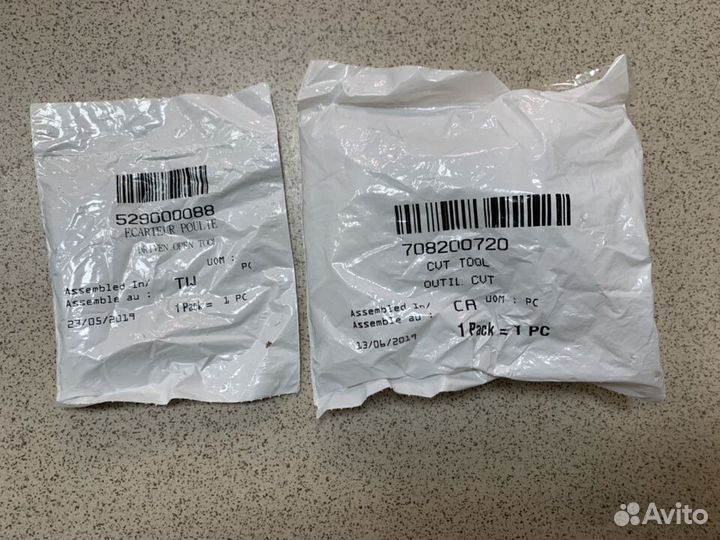 529000088
ECARTEUR POULIE
DRIVEN OPEN TOOL
UOM : PC
Assembled In/
Assemble au :
TW
1 Pack = 1 PC
23/05/2019
708200720
CVT TOOL
OUTIL CVT
Assembled In/
Assemble au :
CA
UOM : PC
1 Pack = 1 PC
13/06/2019
Avito